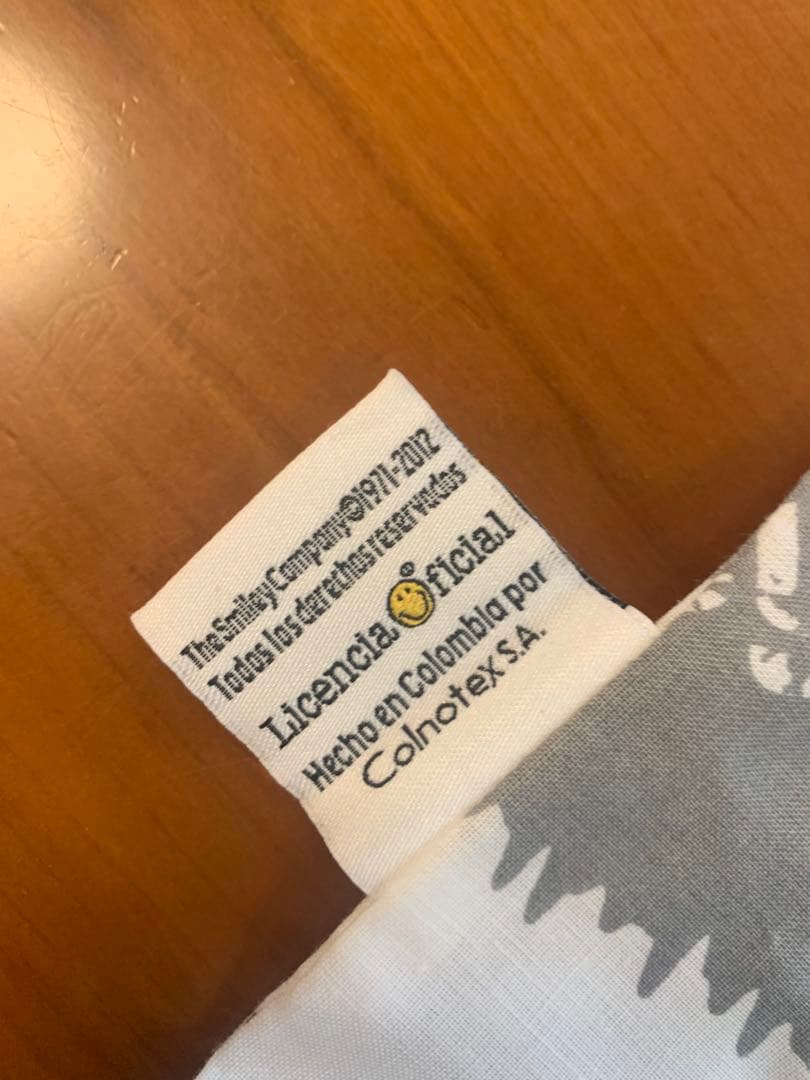 The Smiley Company©1971-2012
Todos los derechos reservados
Licencia Oficial®
Hecho en Colombia por
Colnotex S.A.